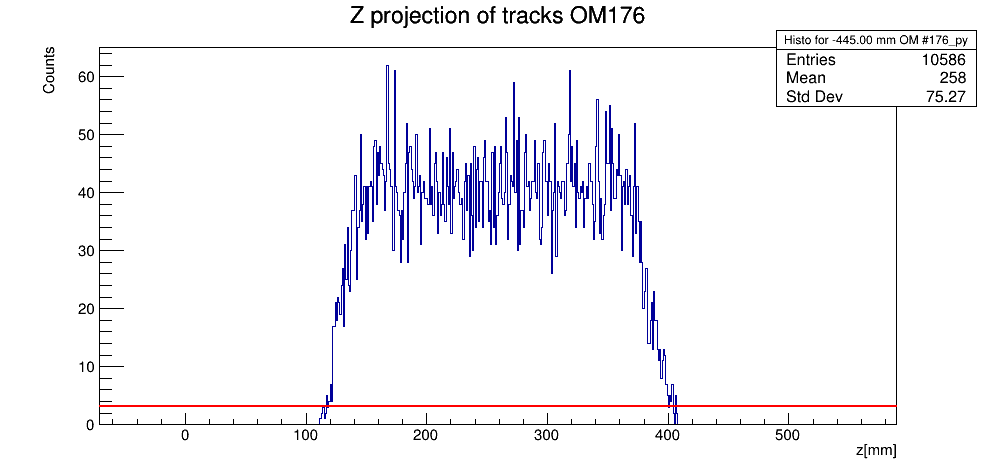 Z projection of tracks OM176
Histo for -445.00 mm OM #176_py
Entries 10586
Mean 258
Std Dev 75.27
Counts
60
50
40
30
20
10
0
0 100 200 300 400 500
z[mm]